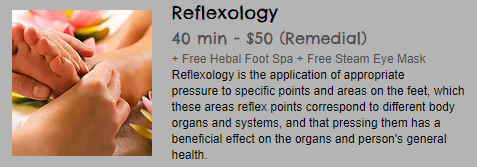 Reflexology
40 min - $50 (Remedial)
+ Free Hebal Foot Spa + Free Steam Eye Mask
Reflexology is the application of appropriate
pressure to specific points and areas on the feet, which
these areas reflex points correspond to different body
organs and systems, and that pressing them has a
beneficial effect on the organs and person's general
health.